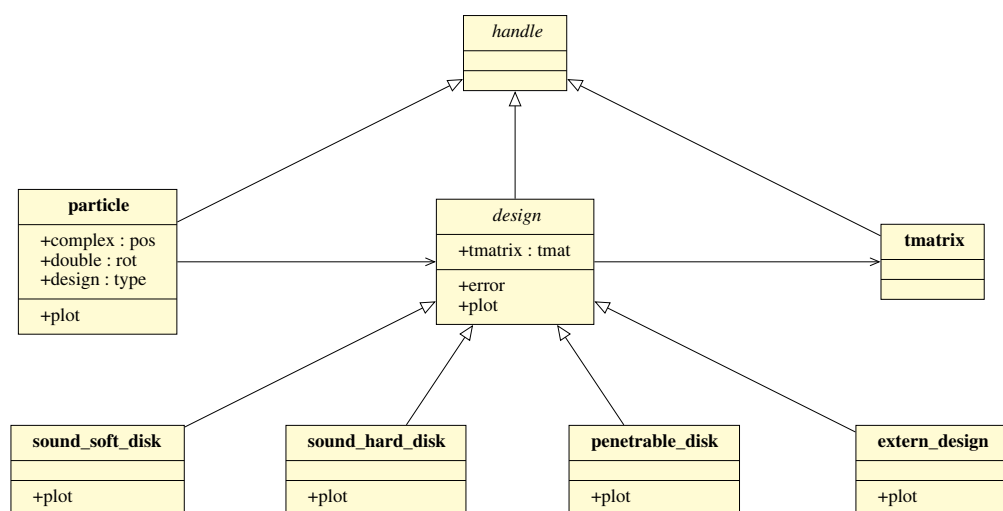 handle
particle
+complex : pos
+double : rot
+design : type
+plot
design
+tmatrix : tmat
+error
+plot
tmatrix
sound_soft_disk
+plot
sound_hard_disk
+plot
penetrable_disk
+plot
extern_design
+plot